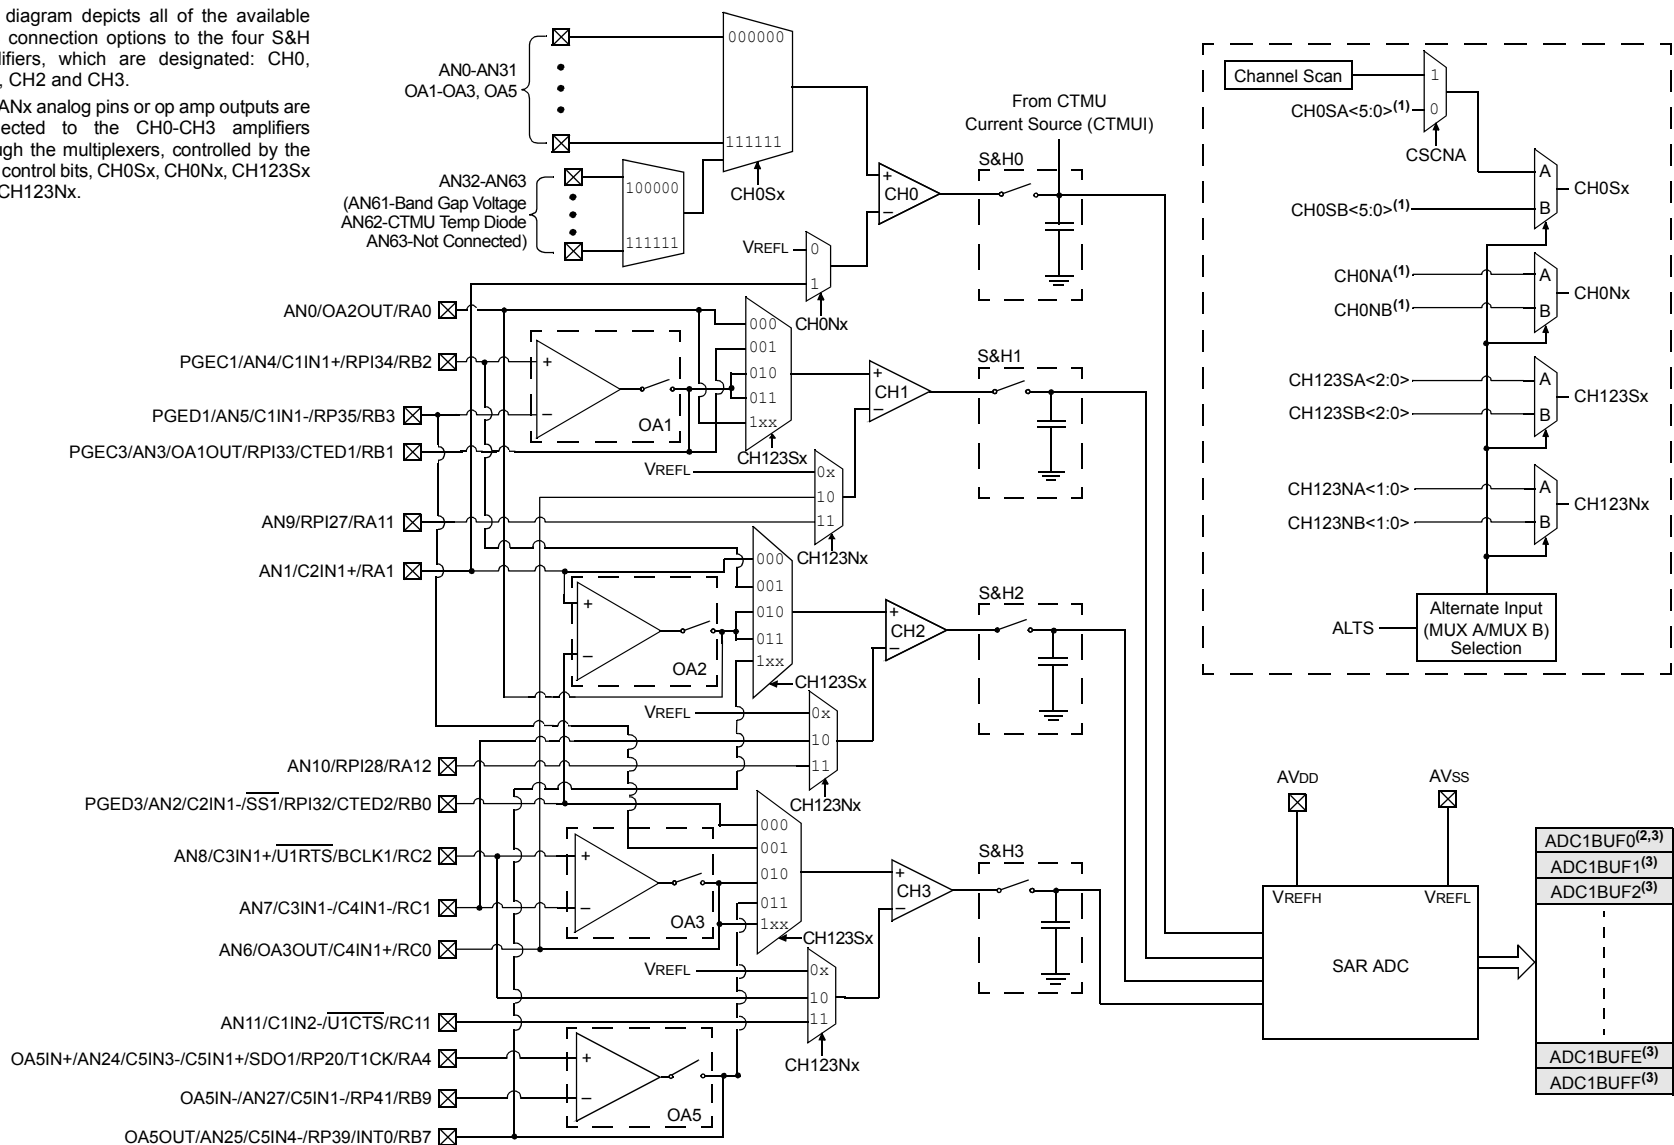 diagram depicts all of the available
connection options to the four S&H
lifiers, which are designated: CH0,
, CH2 and CH3.
ANx analog pins or op amp outputs are
ected to the CH0-CH3 amplifiers
ugh the multiplexers, controlled by the
control bits, CH0Sx, CH0Nx, CH123Sx
CH123Nx.
AN0-AN31
OA1-OA3, OA5
000000
111111
CH0Sx
AN32-AN63
(AN61-Band Gap Voltage
AN62-CTMU Temp Diode
AN63-Not Connected)
100000
111111
VREFL
0
1
CH0Nx
+
–
CH0
S&H0
From CTMU
Current Source (CTMUI)
AN0/OA2OUT/RA0
PGEC1/AN4/C1IN1+/RPI34/RB2
PGED1/AN5/C1IN1-/RP35/RB3
PGEC3/AN3/OA1OUT/RPI33/CTED1/RB1
+
–
OA1
000
001
010
011
1xx
CH123Sx
VREFL
0x
10
11
CH123Nx
+
–
CH1
S&H1
AN9/RPI27/RA11
AN1/C2IN1+/RA1
+
–
OA2
000
001
010
011
1xx
CH123Sx
VREFL
0x
10
11
CH123Nx
+
–
CH2
S&H2
AN10/RPI28/RA12
PGED3/AN2/C2IN1-/SS1/RPI32/CTED2/RB0
AN8/C3IN1+/U1RTS/BCLK1/RC2
AN7/C3IN1-/C4IN1-/RC1
AN6/OA3OUT/C4IN1+/RC0
+
–
OA3
000
001
010
011
1xx
CH123Sx
VREFL
0x
10
11
CH123Nx
+
–
CH3
S&H3
AN11/C1IN2-/U1CTS/RC11
OA5IN+/AN24/C5IN3-/C5IN1+/SDO1/RP20/T1CK/RA4
OA5IN-/AN27/C5IN1-/RP41/RB9
OA5OUT/AN25/C5IN4-/RP39/INT0/RB7
+
–
OA5
Channel Scan
1
CH0SA<5:0>(1)
0
CSCNA
A
CH0Sx
CH0SB<5:0>(1)
B
CH0NA(1)
A
CH0Nx
CH0NB(1)
B
CH123SA<2:0>
A
CH123Sx
CH123SB<2:0>
B
CH123NA<1:0>
A
CH123Nx
CH123NB<1:0>
B
ALTS
Alternate Input
(MUX A/MUX B)
Selection
AVDD
AVSS
VREFH
VREFL
SAR ADC
ADC1BUF0(2,3)
ADC1BUF1(3)
ADC1BUF2(3)
ADC1BUFE(3)
ADC1BUFF(3)